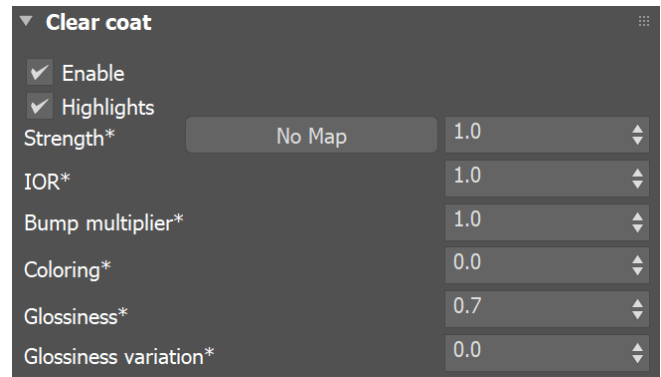 Clear coat
Enable
Highlights
Strength* No Map 1.0
IOR* 1.0
Bump multiplier* 1.0
Coloring* 0.0
Glossiness* 0.7
Glossiness variation* 0.0